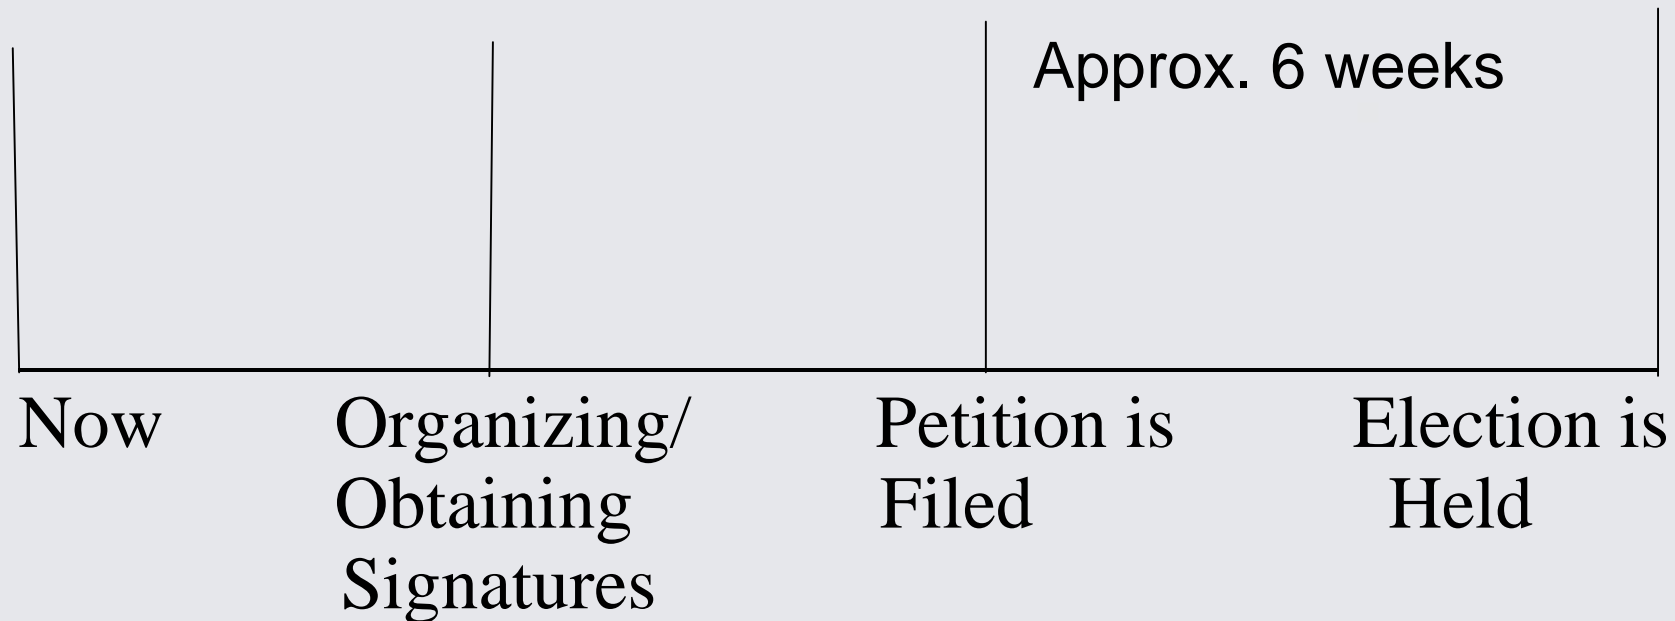 Approx. 6 weeks
Now
Organizing/
Obtaining
Signatures
Petition is
Filed
Election is
Held